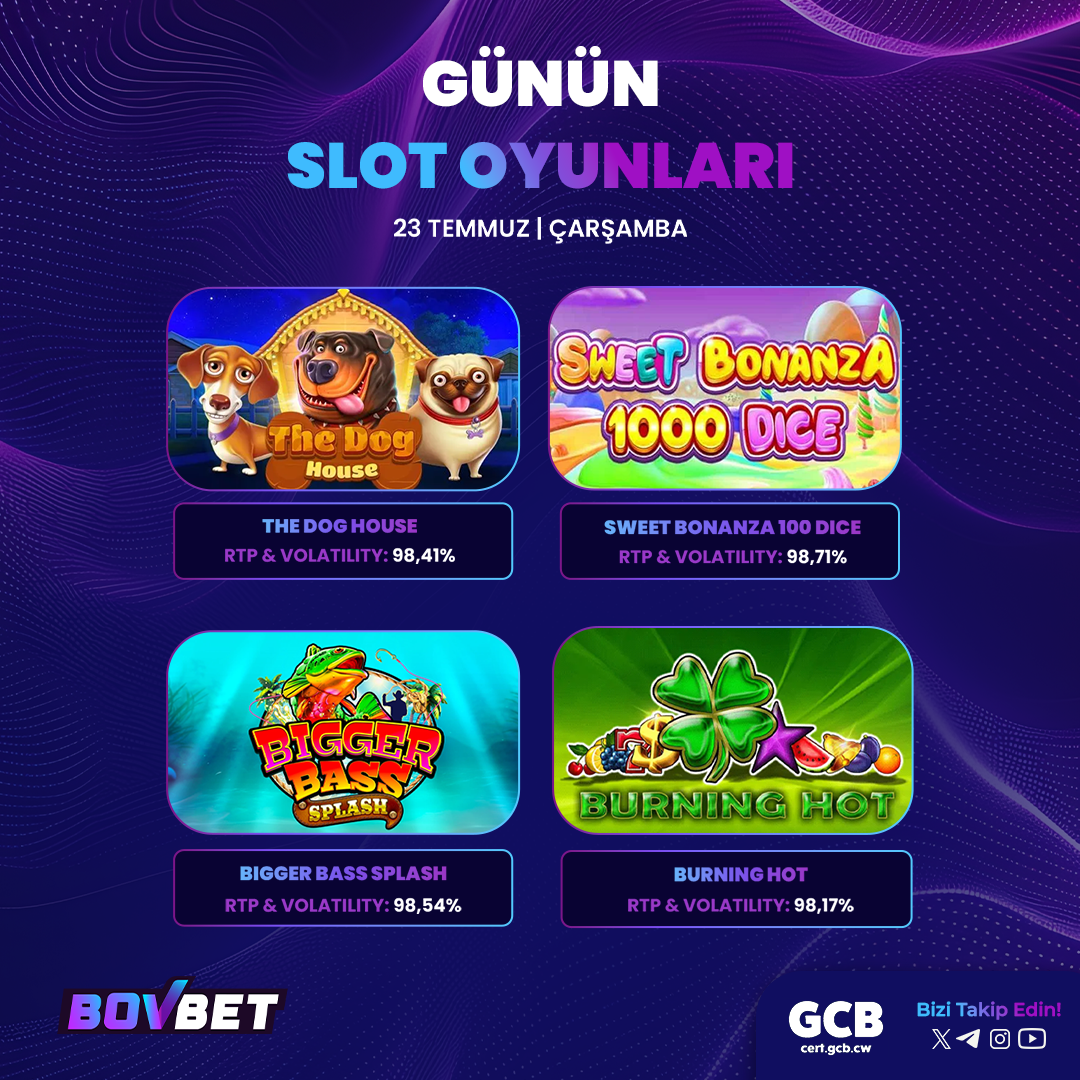 GÜNÜN
SLOT OYUNLARI
23 TEMMUZ | ÇARŞAMBA
The Dog
House
SWEET BONANZA
1000 DICE
THE DOG HOUSE
RTP & VOLATILITY: 98,41%
SWEET BONANZA 100 DICE
RTP & VOLATILITY: 98,71%
BIGGER
BASS
SPLASH
BURNING HOT
BIGGER BASS SPLASH
RTP & VOLATILITY: 98,54%
BURNING HOT
RTP & VOLATILITY: 98,17%
BOVBET
GCB
cert.gcb.cw
Bizi Takip Edin!